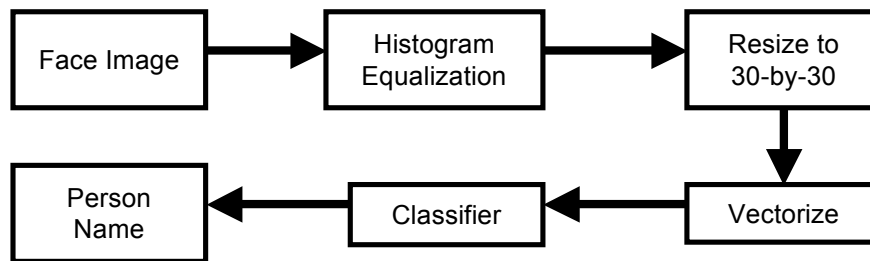 Face Image
Histogram
Equalization
Resize to
30-by-30
Person
Name
Classifier
Vectorize